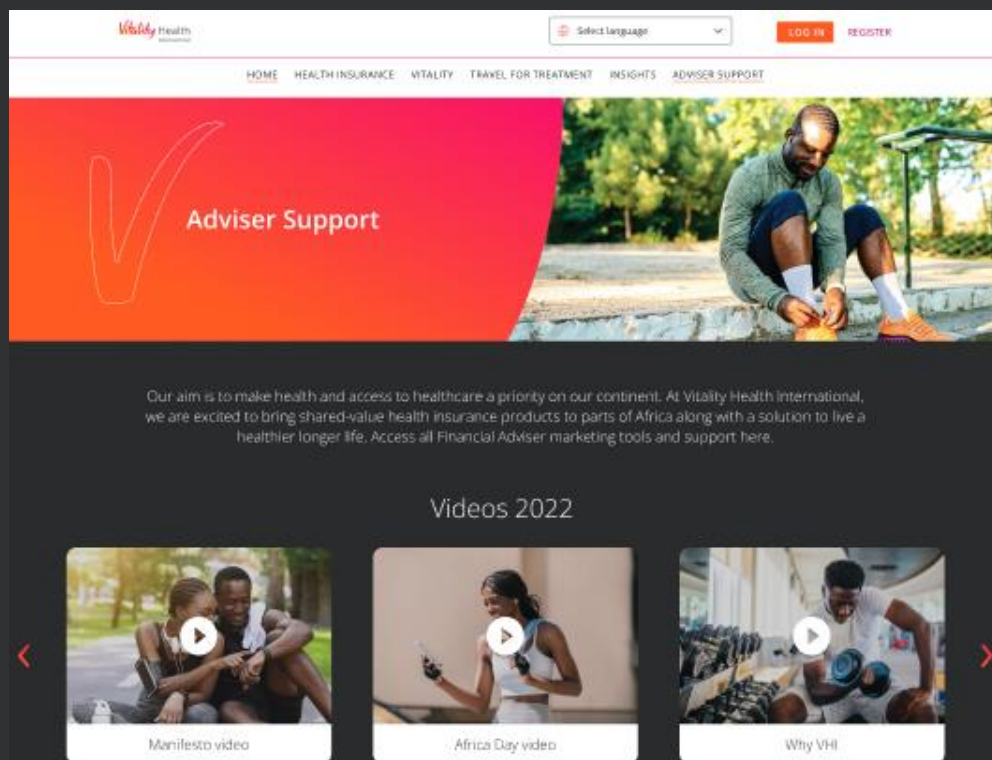 Vitality Health
Select language
LOG IN
REGISTER
HOME HEALTH INSURANCE VITALITY TRAVEL FOR TREATMENT INSIGHTS ADVISER SUPPORT
Adviser Support
Our aim is to make health and access to healthcare a priority on our continent. At Vitality Health International,
we are excited to bring shared-value health insurance products to parts of Africa along with a solution to live a
healthier longer life. Access all Financial Adviser marketing tools and support here.
Videos 2022
Manifesto video
Africa Day video
Why VHI